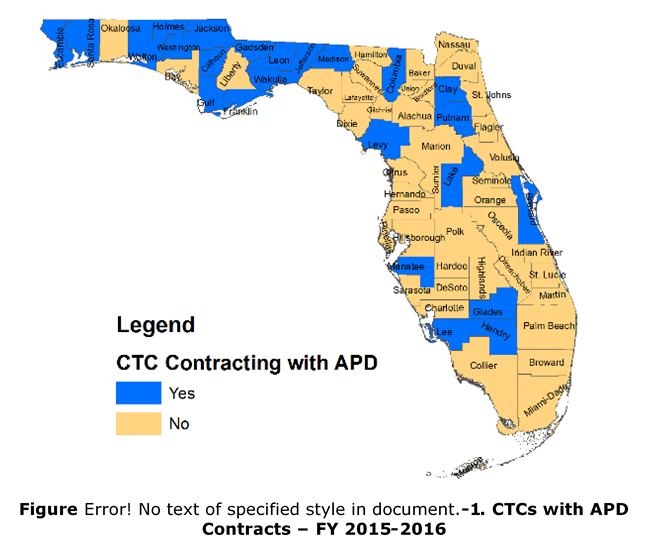 Okaloosa
Holmes
Jackson
Escambia
Santa Rosa
Walton
Washington
Bay
Calhoun
Liberty
Gulf
Franklin
Gadsden
Leon
Wakulla
Jefferson
Madison
Taylor
Hamilton
Suwannee
Lafayette
Dixie
Columbia
Gilchrist
Baker
Union
Bradford
Alachua
Nassau
Duval
Clay
St. Johns
Putnam
Flagler
Levy
Marion
Volusia
Citrus
Sumter
Lake
Seminole
Hernando
Orange
Brevard
Pasco
Pinellas
Hillsborough
Polk
Osceola
Indian River
Manatee
Hardee
Highlands
Okeechobee
St. Lucie
Sarasota
DeSoto
Martin
Charlotte
Glades
Lee
Hendry
Palm Beach
Collier
Broward
Miami-Dade
Monroe
Legend
CTC Contracting with APD
Yes
No
Figure Error! No text of specified style in document.-1. CTCs with APD
Contracts – FY 2015-2016